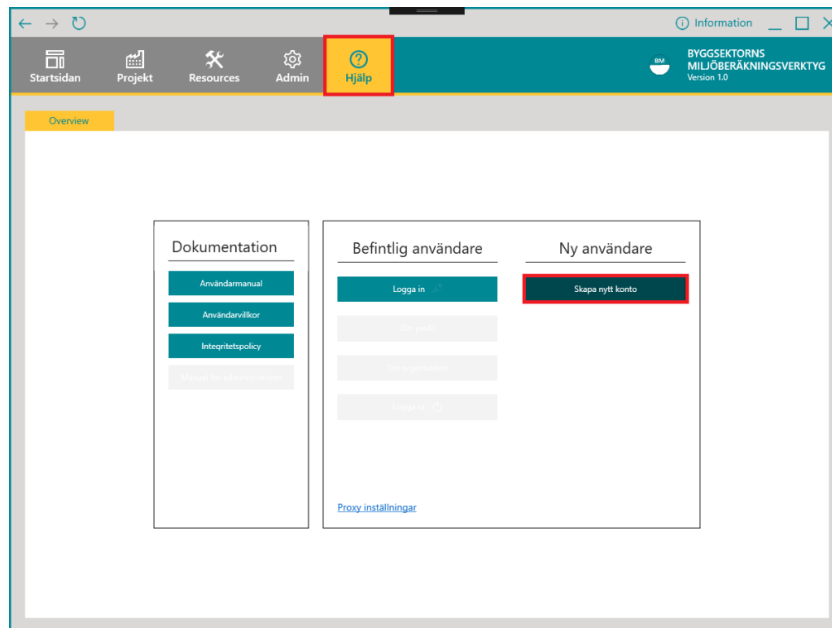 Information
Startsidan
Projekt
Resources
Admin
Hjälp
BM
BYGGSEKTORNS
MILJÖBERÄKNINGSVERKTYG
Version 1.0
Overview
Dokumentation
Användarmanual
Användarvillkor
Integritetspolicy
Befintlig användare
Logga in
Proxy inställningar
Ny användare
Skapa nytt konto